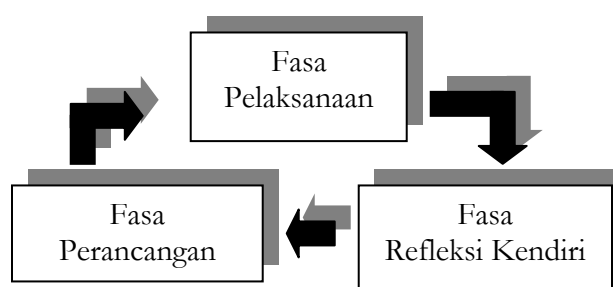 Fasa
Pelaksanaan
Fasa
Perancangan
Fasa
Refleksi Kendiri